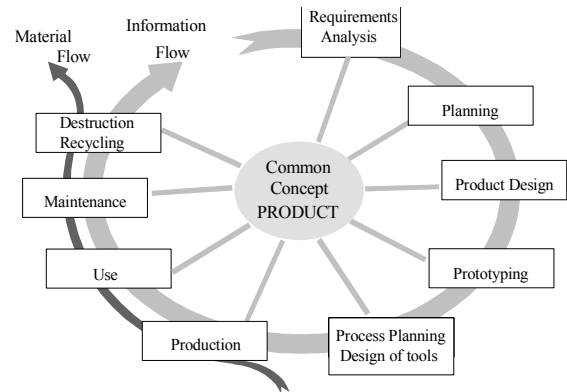 Material
Flow
Information
Flow
Requirements
Analysis
Planning
Product Design
Prototyping
Process Planning
Design of tools
Production
Use
Maintenance
Destruction
Recycling
Common
Concept
PRODUCT